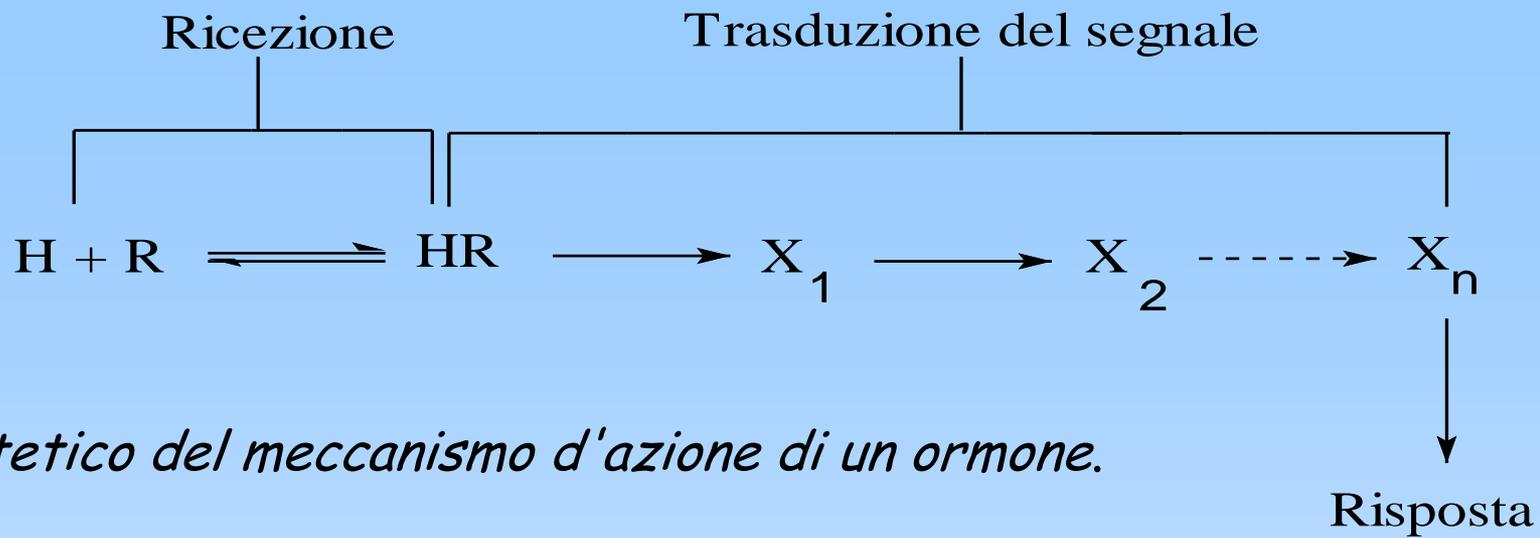 Ricezione Trasduzione del segnale
H + R HR X1 X2 Xn
tetico del meccanismo d'azione di un ormone.
Risposta